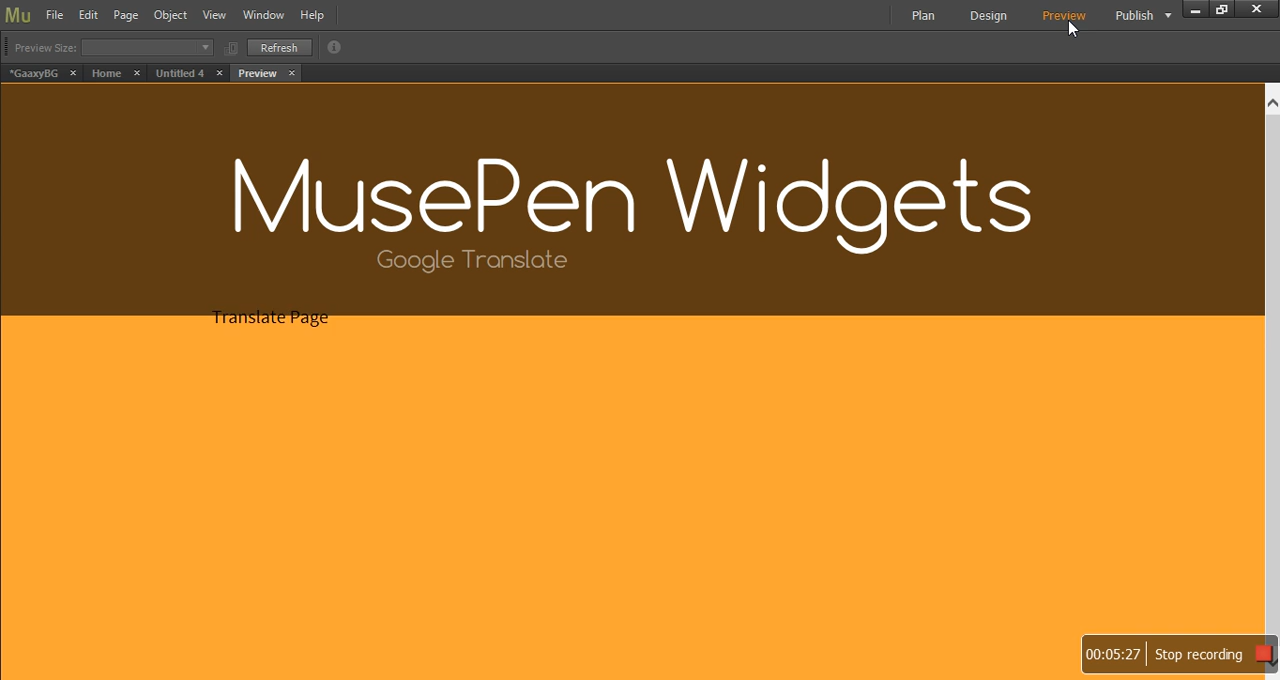 Mu File Edit Page Object View Window Help Plan Design Preview Publish
Preview Size: Refresh
*GaaxyBG Home Untitled 4 Preview
MusePen Widgets
Google Translate
Translate Page
00:05:27 Stop recording